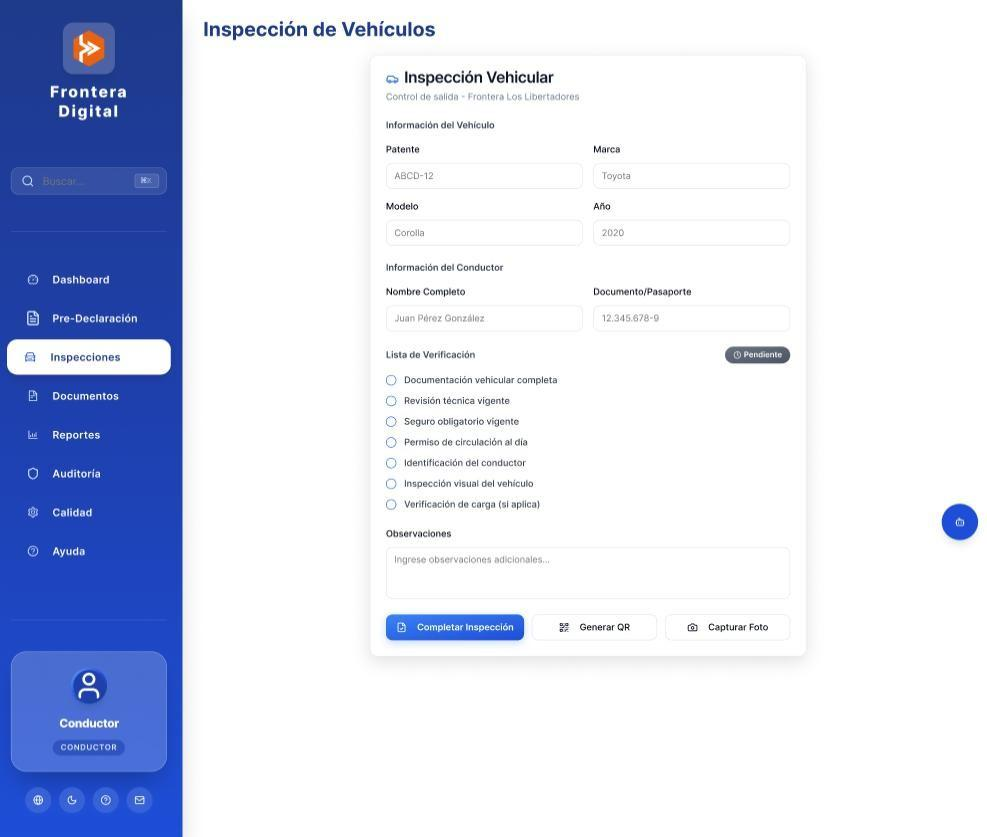 Frontera
Digital
Buscar...
⌘K
Dashboard
Pre-Declaración
Inspecciones
Documentos
Reportes
Auditoría
Calidad
Ayuda
Conductor
CONDUCTOR
Inspección de Vehículos
Inspección Vehicular
Control de salida - Frontera Los Libertadores
Información del Vehículo
Patente Marca
ABCD-12 Toyota
Modelo Año
Corolla 2020
Información del Conductor
Nombre Completo Documento/Pasaporte
Juan Pérez González 12.345.678-9
Lista de Verificación Pendiente
Documentación vehicular completa
Revisión técnica vigente
Seguro obligatorio vigente
Permiso de circulación al día
Identificación del conductor
Inspección visual del vehículo
Verificación de carga (si aplica)
Observaciones
Ingrese observaciones adicionales...
Completar Inspección Generar QR Capturar Foto